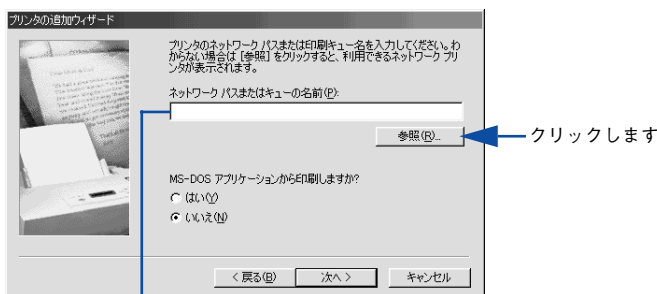 プリンタの追加ウィザード
プリンタのネットワーク パスまたは印刷キュー名を入力してください。わ
からない場合は [参照] をクリックすると、利用できるネットワーク プリ
ンタが表示されます。
ネットワーク パスまたはキューの名前(P):
参照(R)...
クリックします
MS-DOS アプリケーションから印刷しますか?
はい(Y)
いいえ(N)
< 戻る(B)
次へ >
キャンセル